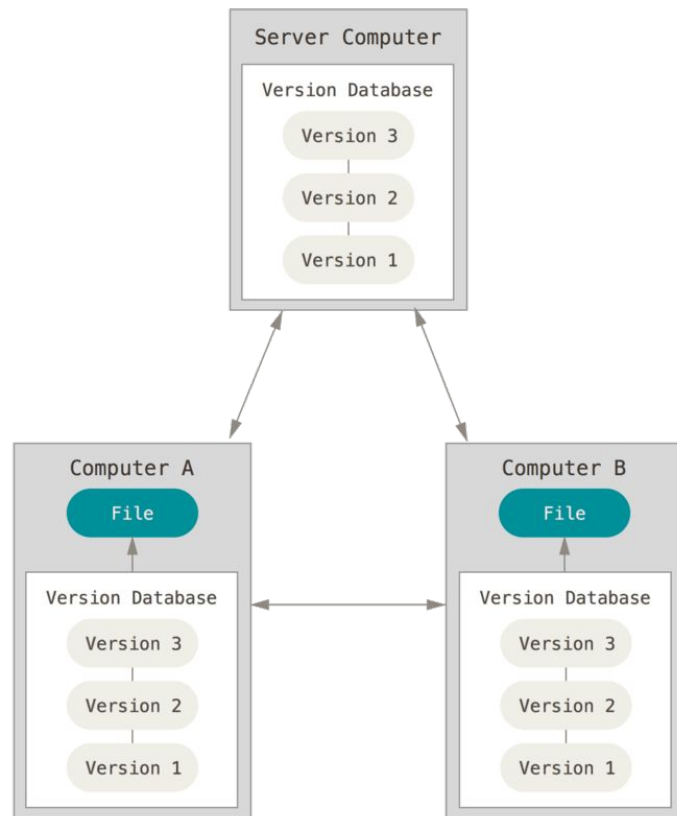 Server Computer
Version Database
Version 3
Version 2
Version 1
Computer A
File
Version Database
Version 3
Version 2
Version 1
Computer B
File
Version Database
Version 3
Version 2
Version 1